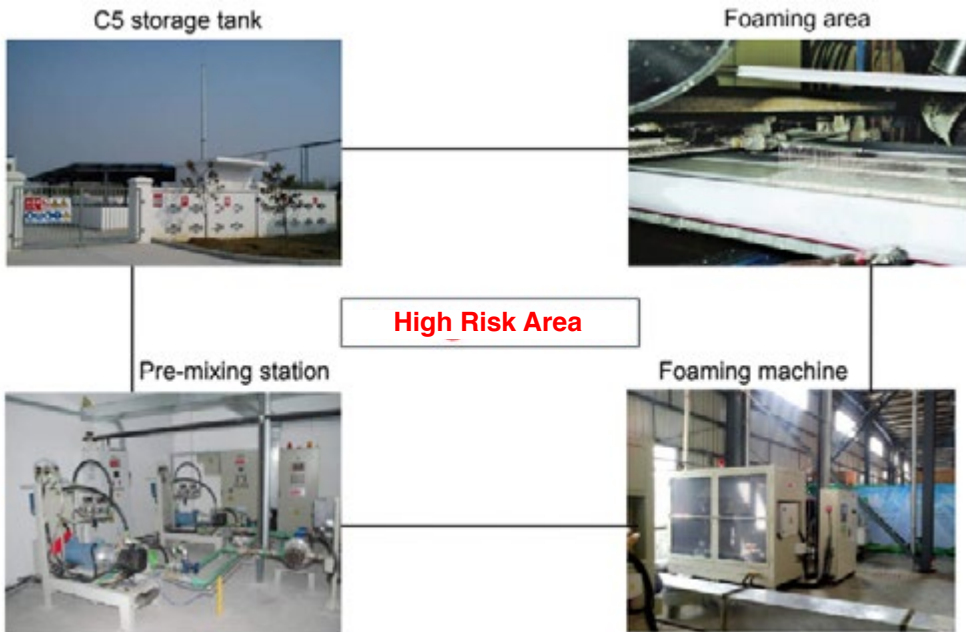 C5 storage tank
Foaming area
High Risk Area
Pre-mixing station
Foaming machine